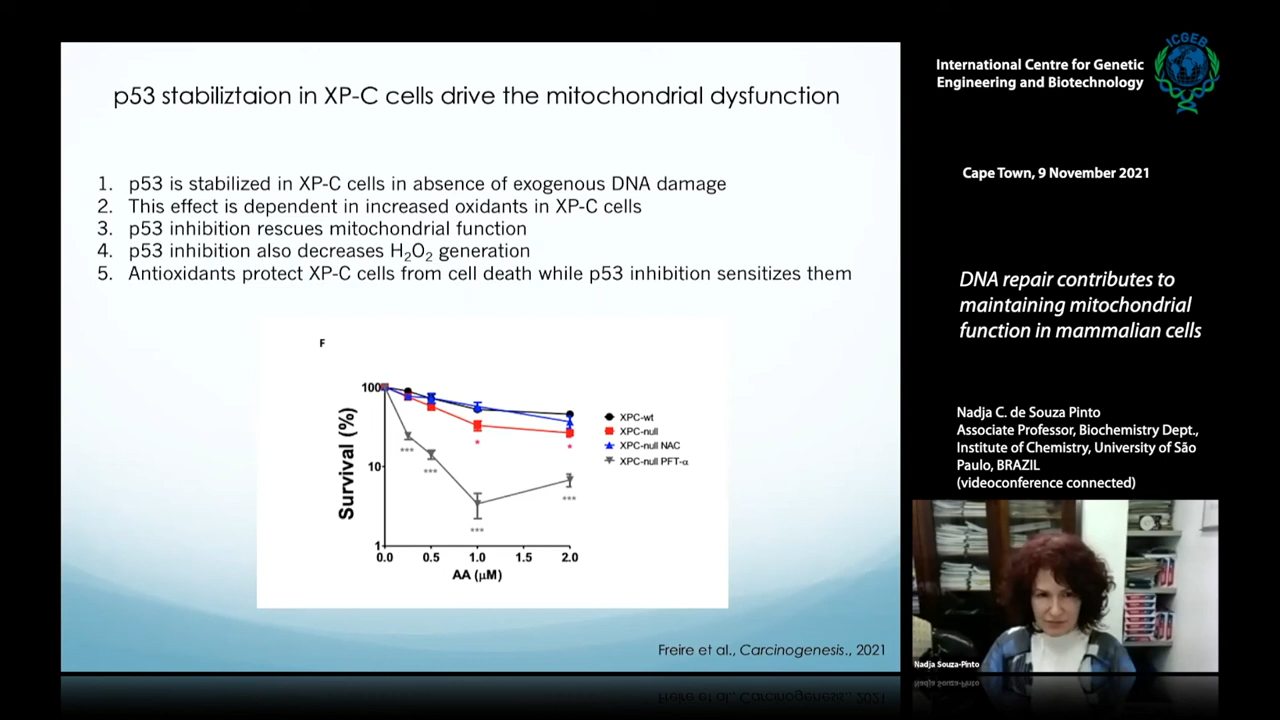 p53 stabiliztaion in XP-C cells drive the mitochondrial dysfunction
1. p53 is stabilized in XP-C cells in absence of exogenous DNA damage
2. This effect is dependent in increased oxidants in XP-C cells
3. p53 inhibition rescues mitochondrial function
4. p53 inhibition also decreases H₂O₂ generation
5. Antioxidants protect XP-C cells from cell death while p53 inhibition sensitizes them
F
Survival (%)
100
10
1
0.0 0.5 1.0 1.5 2.0
AA (μM)
***
***
***
***
*
*
XPC-wt
XPC-null
XPC-null NAC
XPC-null PFT-α
Freire et al., Carcinogenesis., 2021
ICGEB
International Centre for Genetic
Engineering and Biotechnology
Cape Town, 9 November 2021
DNA repair contributes to
maintaining mitochondrial
function in mammalian cells
Nadja C. de Souza Pinto
Associate Professor, Biochemistry Dept.,
Institute of Chemistry, University of São
Paulo, BRAZIL
(videoconference connected)
Nadja Souza-Pinto